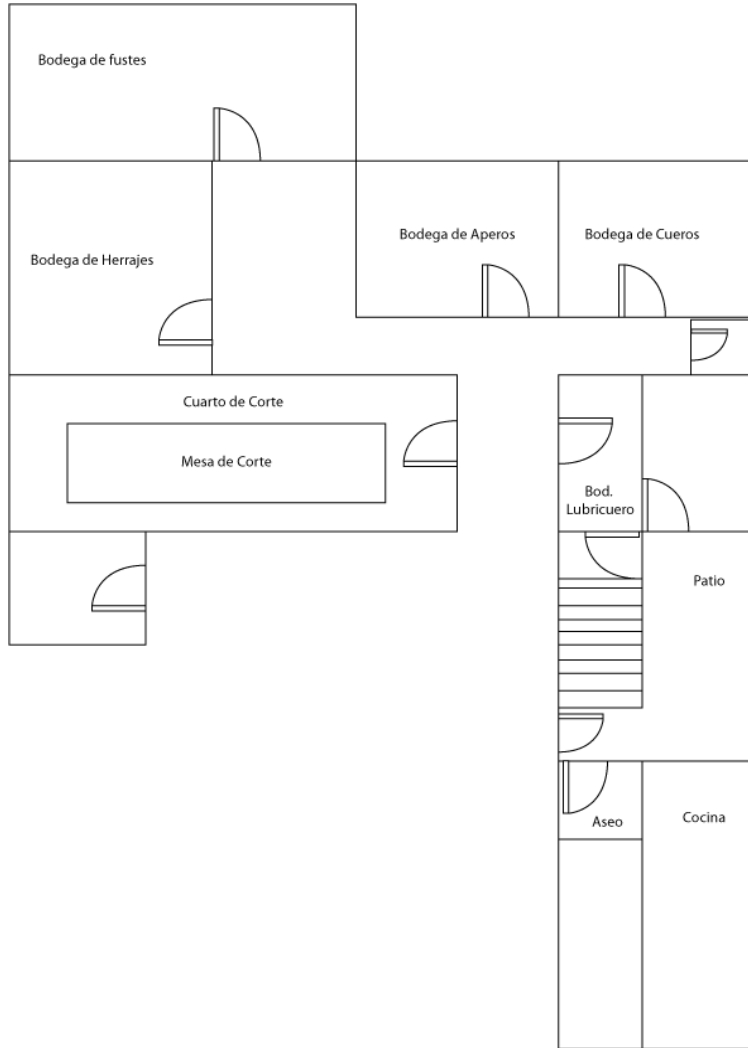 Bodega de fustes
Bodega de Aperos
Bodega de Cueros
Bodega de Herrajes
Cuarto de Corte
Mesa de Corte
Bod.
Lubricuero
Patio
Aseo
Cocina